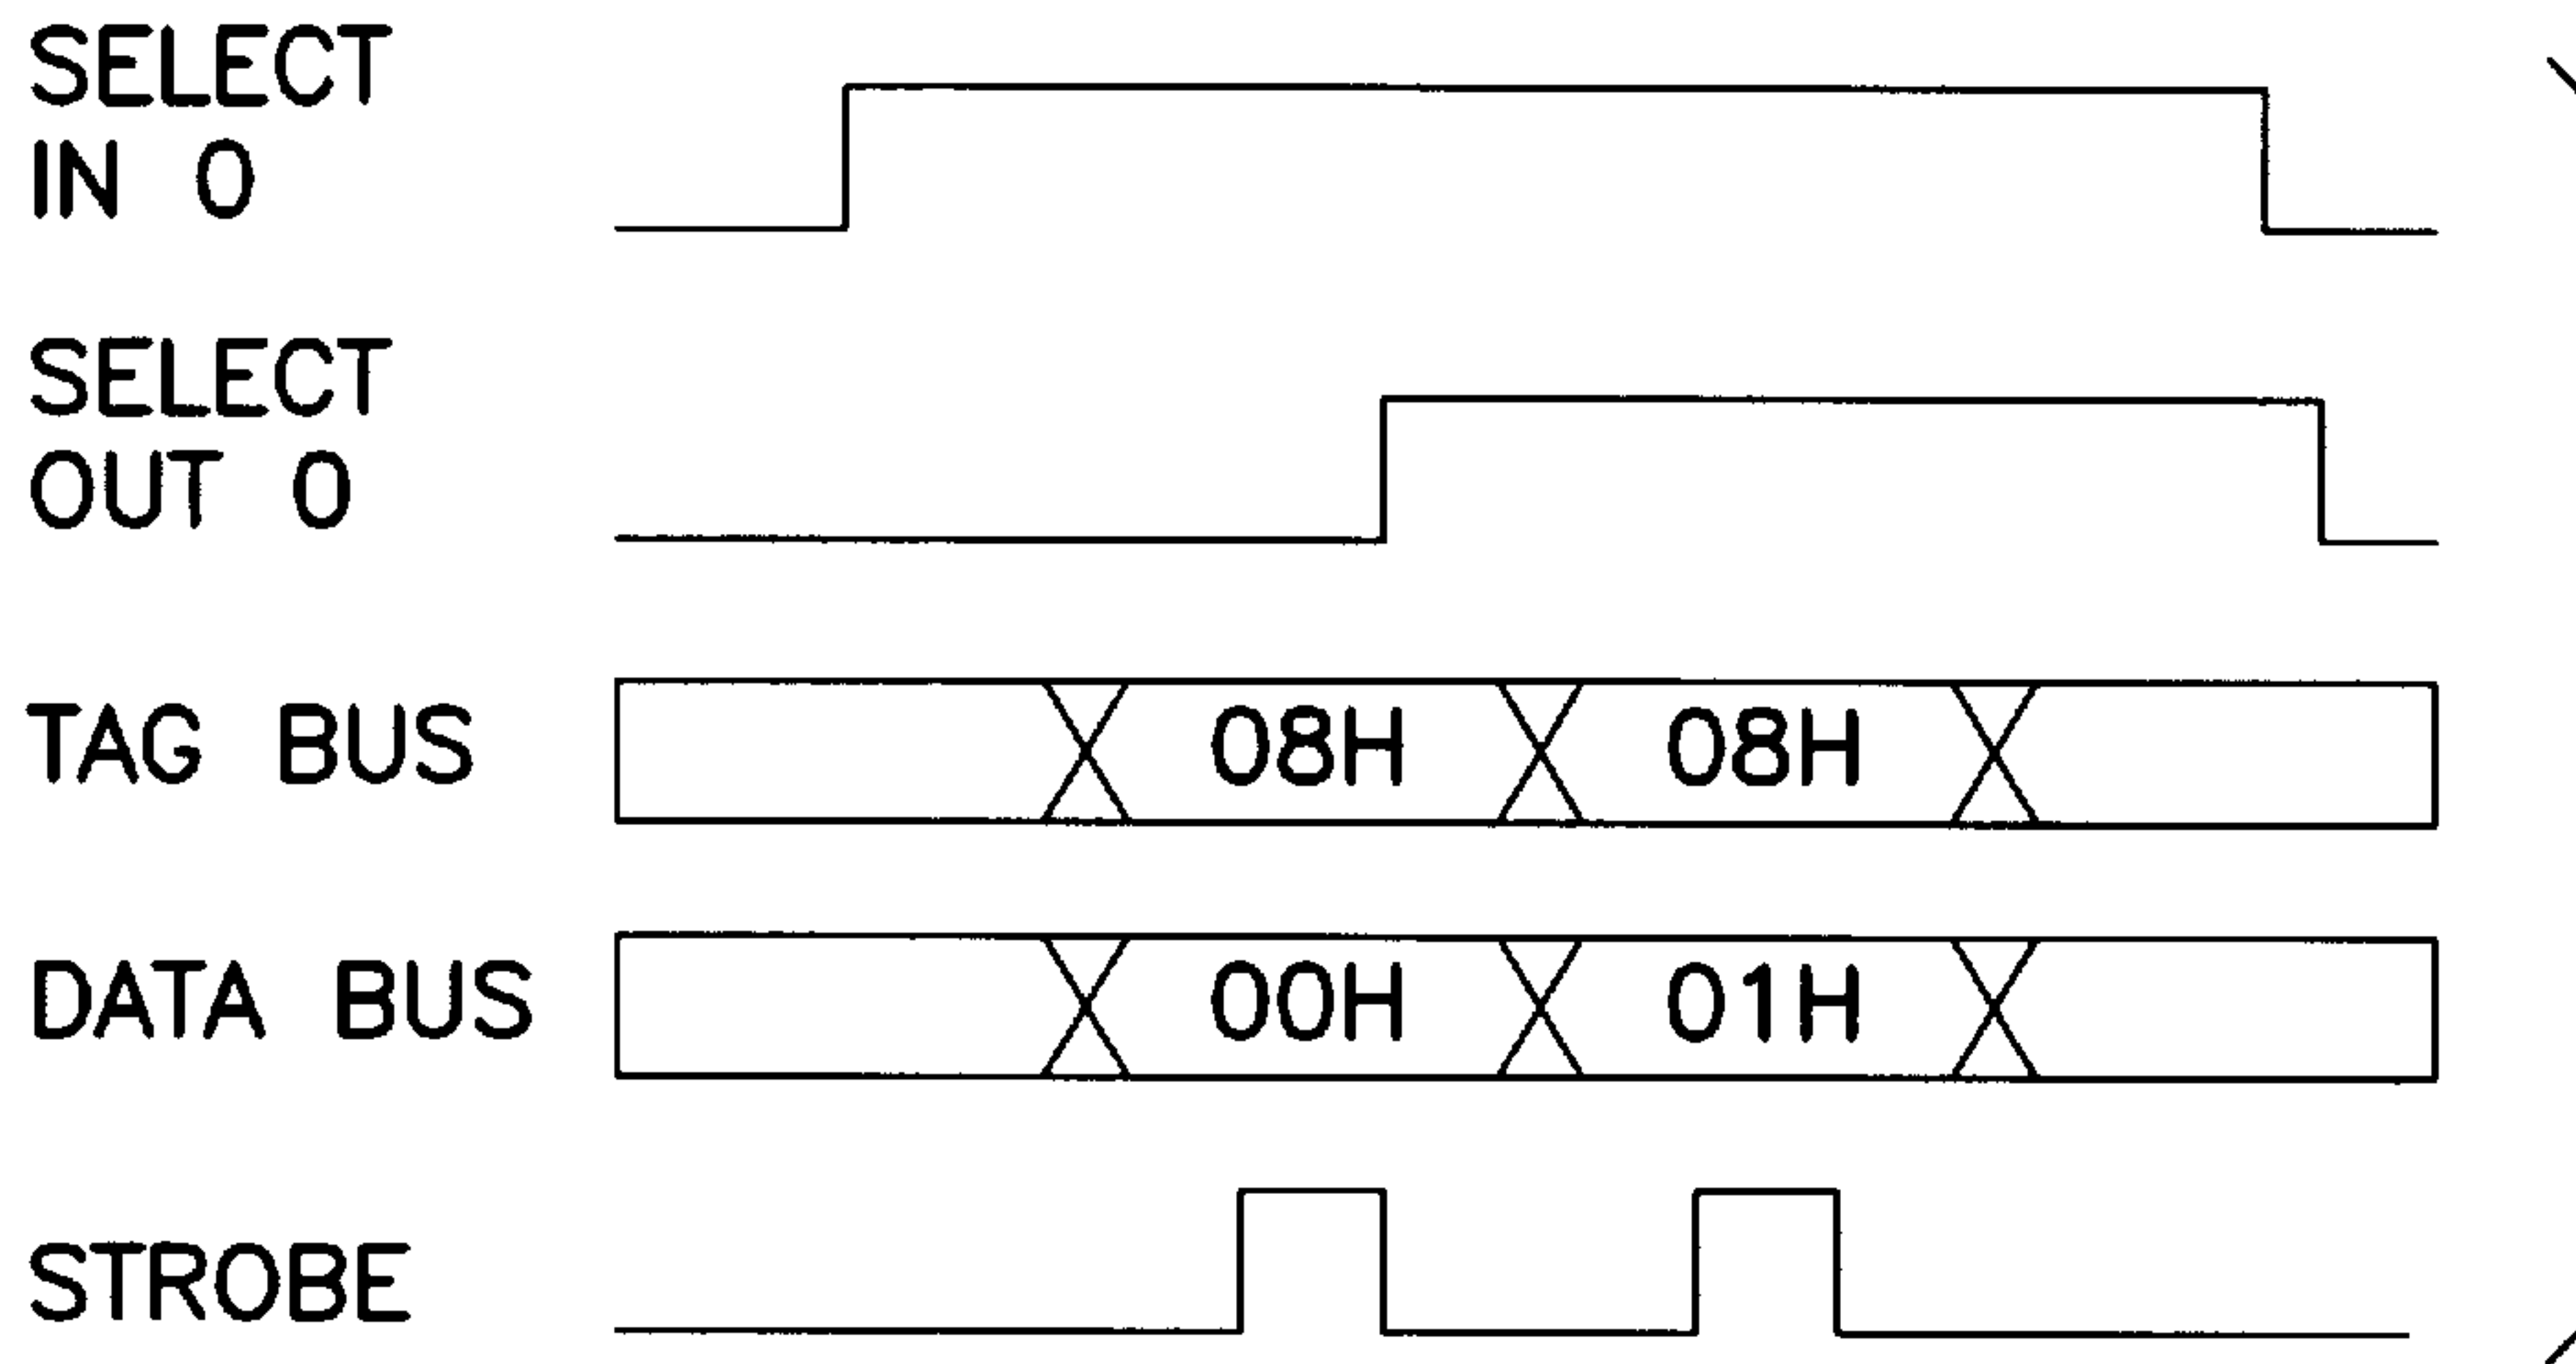 SELECT
IN 0
SELECT
OUT 0
TAG BUS 08H 08H
DATA BUS 00H 01H
STROBE